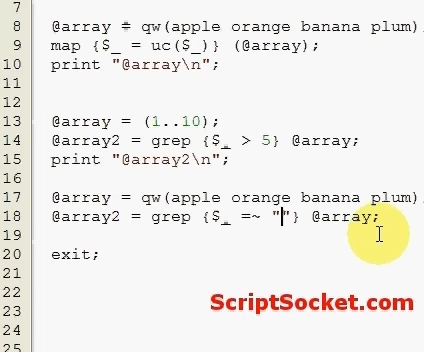 7
8 @array = qw(apple orange banana plum)
9 map {$_ = uc($_)} (@array);
10 print "@array\n";
11
12
13 @array = (1..10);
14 @array2 = grep {$_ > 5} @array;
15 print "@array2\n";
16
17 @array = qw(apple orange banana plum)
18 @array2 = grep {$_ =~ ""} @array;
19
20 exit;
21
22
23
24
25
ScriptSocket.com